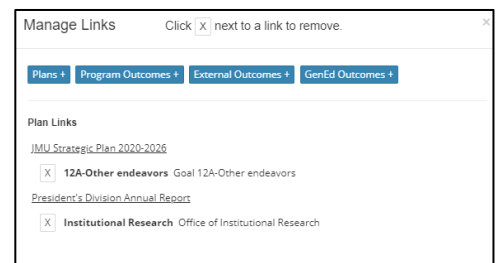 Manage Links Click X next to a link to remove. ×
Plans + Program Outcomes + External Outcomes + GenEd Outcomes +
Plan Links
JMU Strategic Plan 2020-2026
X 12A-Other endeavors Goal 12A-Other endeavors
President's Division Annual Report
X Institutional Research Office of Institutional Research